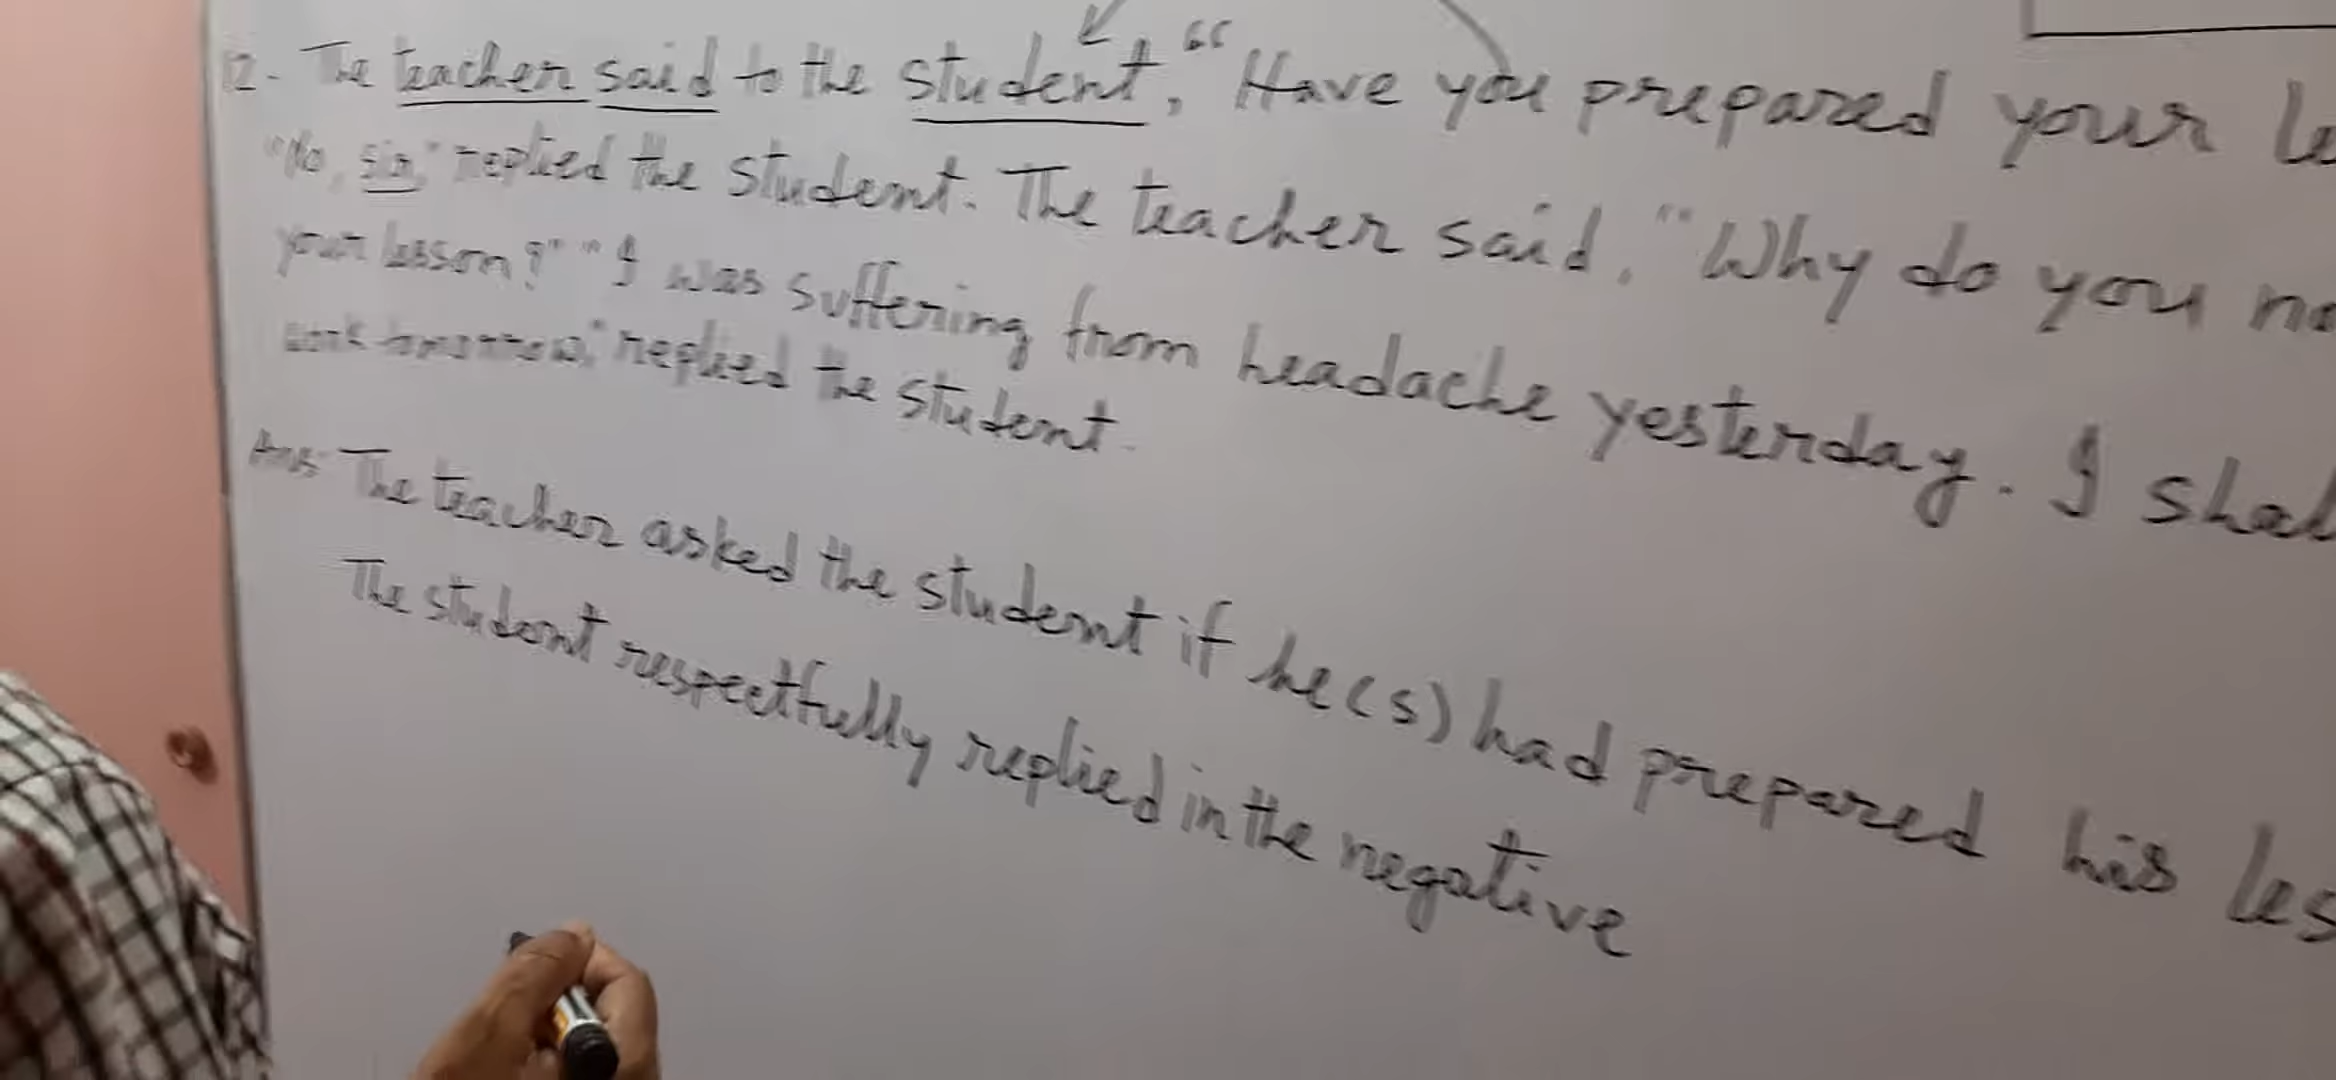 12. The teacher said to the student, "Have you prepared your le
"No, sir," replied the student. The teacher said, "Why do you no
your lesson?" "I was suffering from headache yesterday. I shal
work tomorrow," replied the student.
Ans: The teacher asked the student if he(s) had prepared his les
The student respectfully replied in the negative